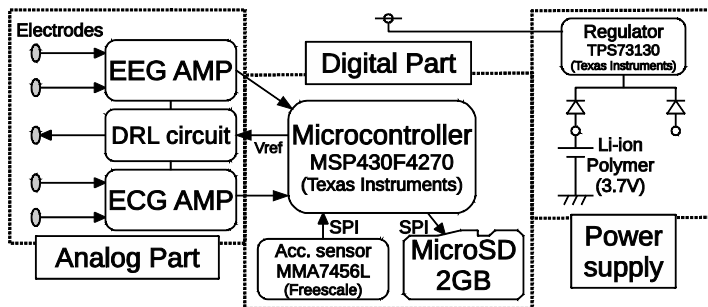 Electrodes
EEG AMP
DRL circuit
ECG AMP
Analog Part
Digital Part
Vref
Microcontroller
MSP430F4270
(Texas Instruments)
SPI
SPI
Acc. sensor
MMA7456L
(Freescale)
MicroSD
2GB
Regulator
TPS73130
(Texas Instruments)
Li-ion
Polymer
(3.7V)
Power
supply